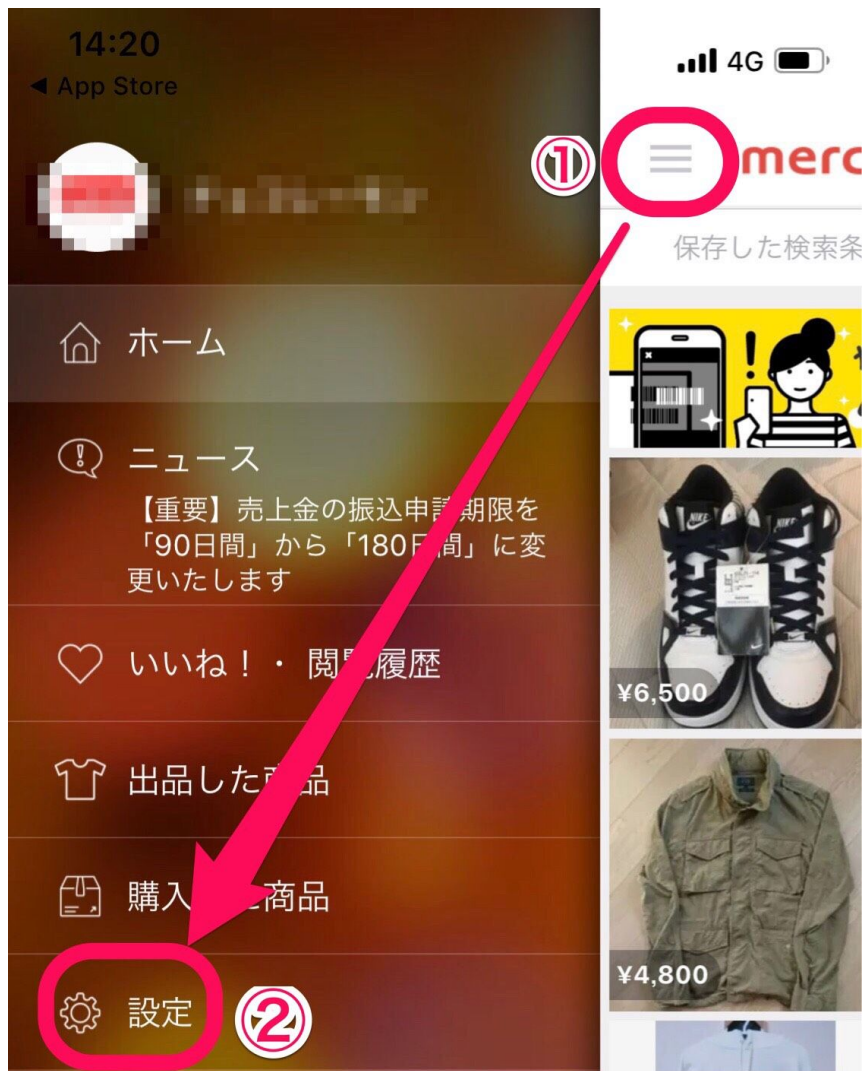 14:20
◀ App Store
4G
①
merc
保存した検索条
ホーム
ニュース
【重要】売上金の振込申請期限を
「90日間」から「180日間」に変
更いたします
NIKE
NIKE
¥6,500
いいね！・ 閲覧履歴
出品した商品
購入した商品
¥4,800
設定
②